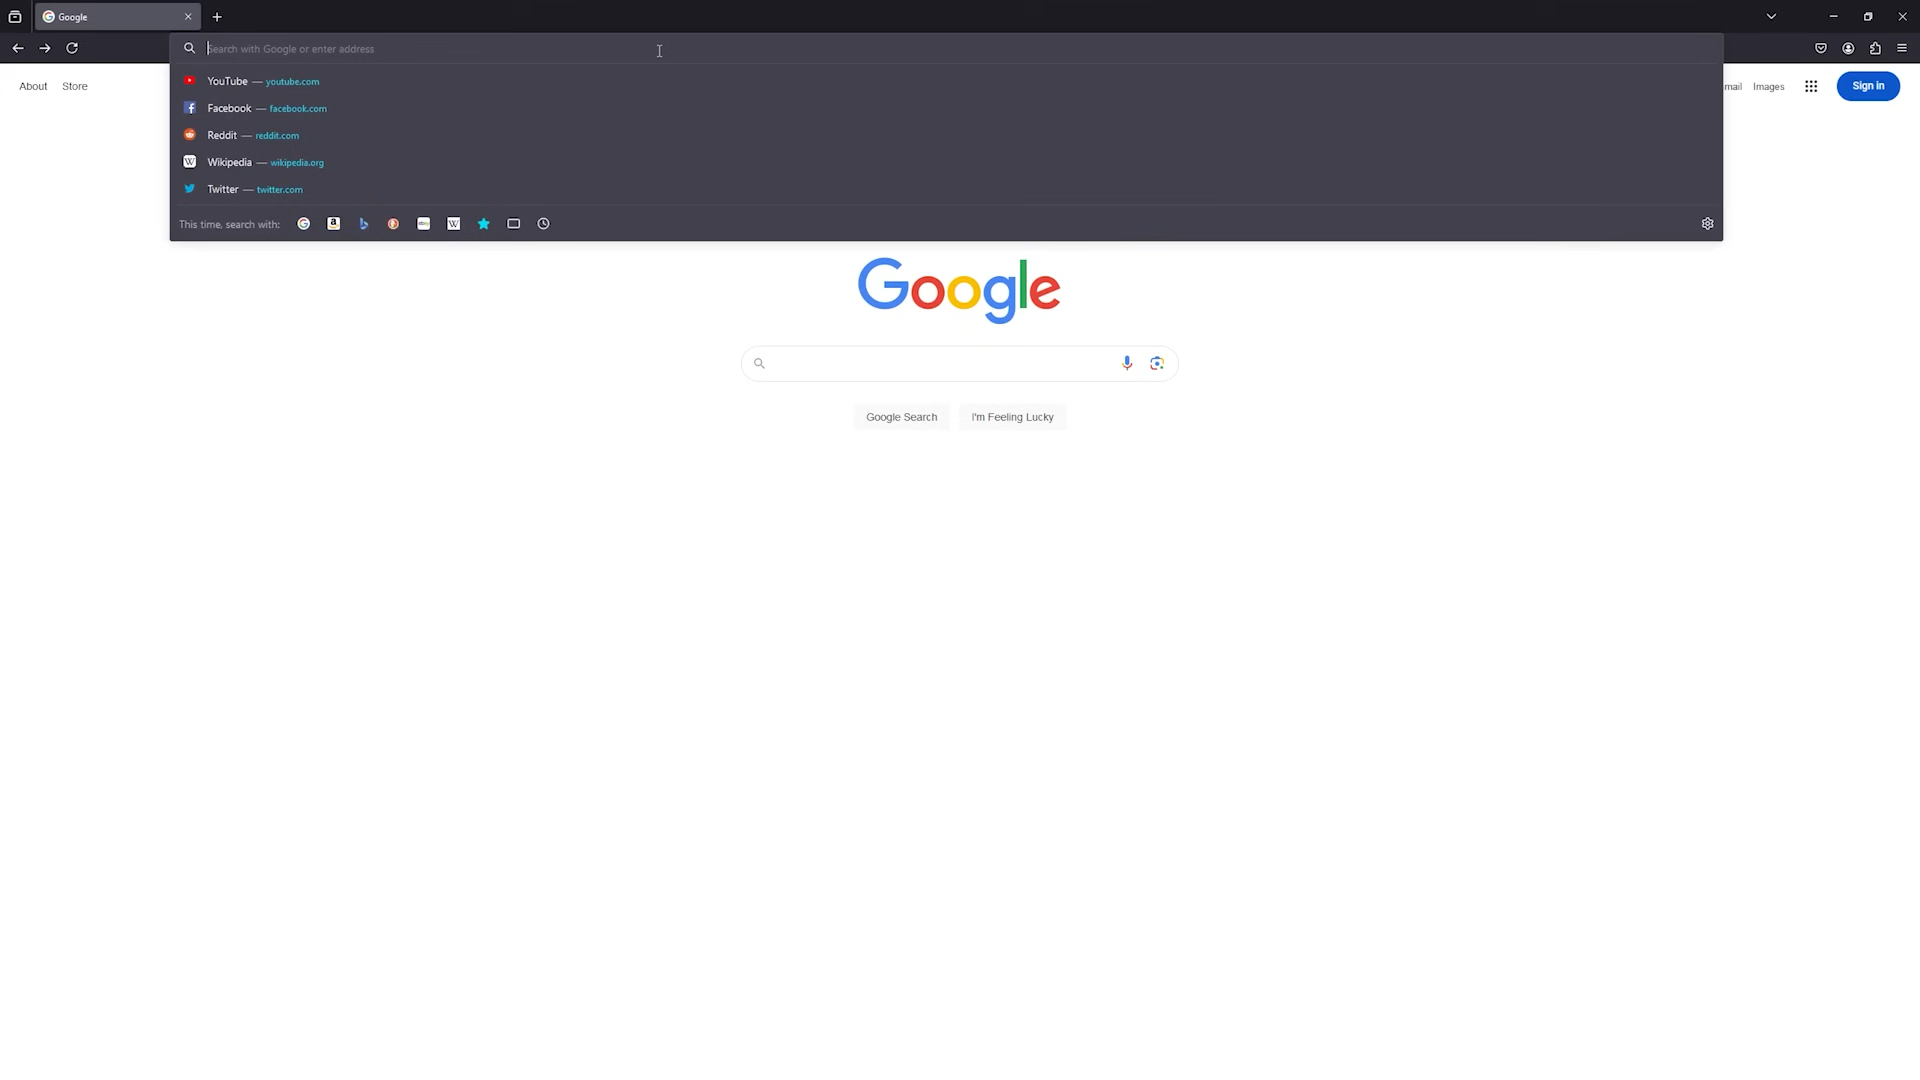 Google
Search with Google or enter address
YouTube — youtube.com
Facebook — facebook.com
Reddit — reddit.com
Wikipedia — wikipedia.org
Twitter — twitter.com
This time, search with:
About Store
mail Images Sign in
Google
Google Search I'm Feeling Lucky